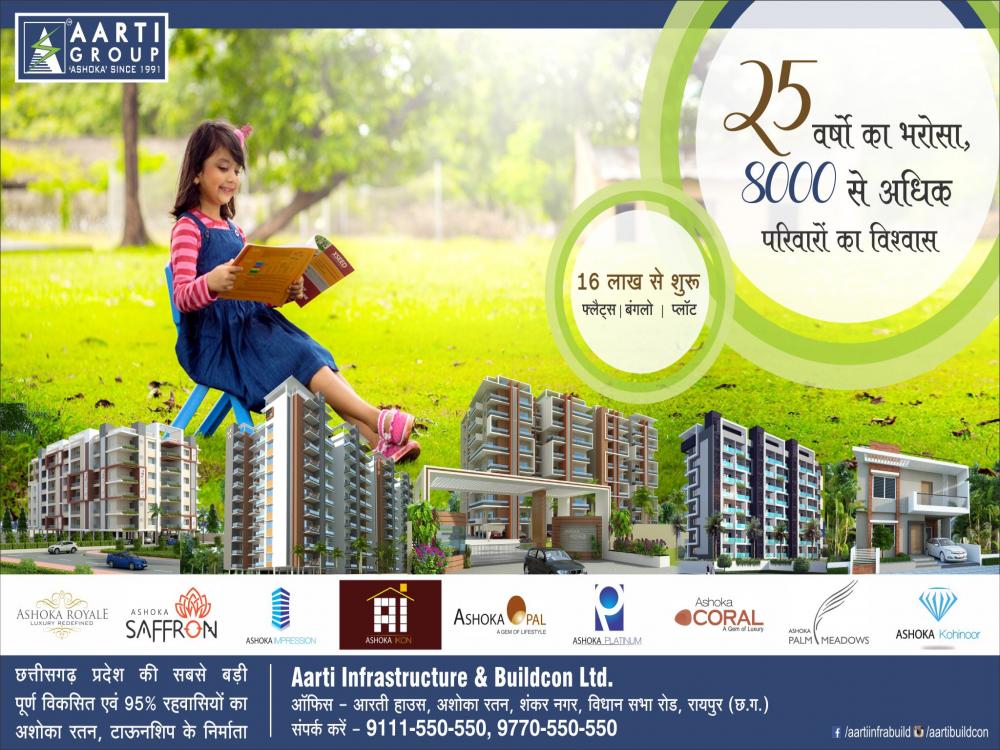 AARTI
GROUP
'ASHOKA' SINCE 1991
२5 वर्षो का भरोसा,
8000 से अधिक
परिवारों का विश्वास
16 लाख से शुरू
फ्लैट्स|बंगलो | प्लॉट
XSEED
ASHOKA ROYALE
LUXURY REDEFINED
ASHOKA
SAFFRON
ASHOKA IMPRESSION
ASHOKA IKON
ASHOKA OPAL
A GEM OF LIFESTYLE
ASHOKA PLATINUM
Ashoka
CORAL
A Gem of Luxury
ASHOKA
PALM MEADOWS
ASHOKA Kohinoor
छत्तीसगढ़ प्रदेश की सबसे बड़ी
पूर्ण विकसित एवं 95% रहवासियों का
अशोका रतन, टाऊनशिप के निर्माता
Aarti Infrastructure & Buildcon Ltd.
ऑफिस – आरती हाउस, अशोका रतन, शंकर नगर, विधान सभा रोड, रायपुर (छ.ग.)
संपर्क करें – 9111-550-550, 9770-550-550
/aartiinfrabuild /aartibuildcon